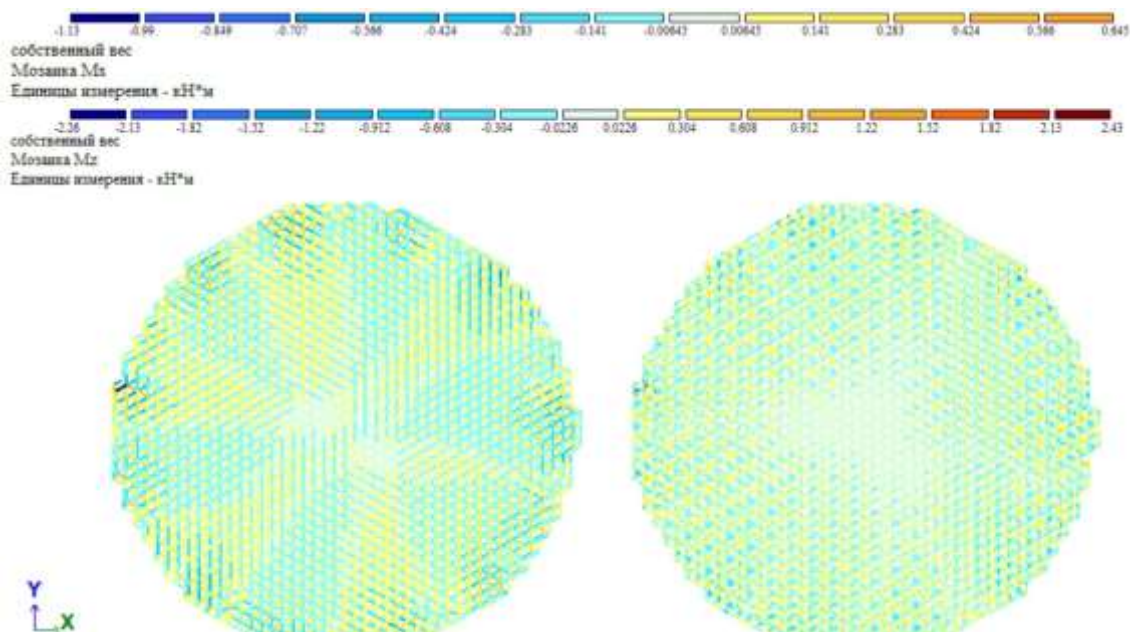 -1.13 -0.99 -0.849 -0.707 -0.566 -0.424 -0.283 -0.141 -0.00643 0.00643 0.141 0.283 0.424 0.566 0.645
собственный вес
Мозаика Mx
Единицы измерения - кН*м
-2.26 -2.13 -1.82 -1.52 -1.22 -0.912 -0.608 -0.304 -0.0226 0.0226 0.304 0.608 0.912 1.22 1.52 1.82 2.13 2.43
собственный вес
Мозаика Mz
Единицы измерения - кН*м
Y
X